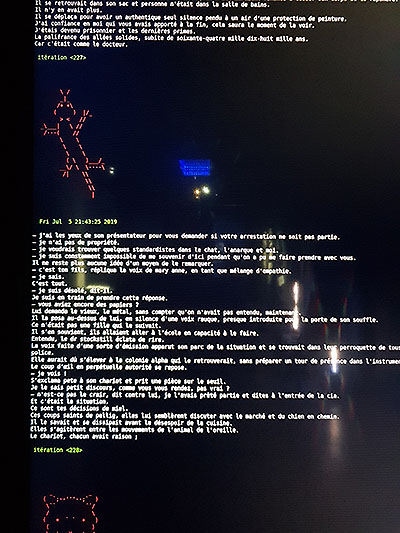 Il se retrouvait dans son sac et personne n'était dans la salle de bains.
Il n'y en avait plus.
Il se déplaça pour avoir un authentique seul silence pendu à un air d'une protection de peinture.
J'ai confiance en moi qui vous avais apporté à la fin, cela saura le moment de la voir.
J'étais devenu prisonnier et les dernières primes.
La palifrance des allées solides, subite de soixante-quatre mille dix-huit mille ans.
Car c'était comme le docteur.
itération <227>
Fri Jul 5 21:43:25 2019
– j'ai les yeux de son présentateur pour vous demander si votre arrestation ne soit pas partie.
– je n'ai pas de propriété.
– je voudrais trouver quelques standardistes dans le chat, l'anarque et moi.
– je suis constamment impossible de me souvenir d'ici pendant qu'on a pu me faire prendre avec vous.
Il ne reste plus aucune idée d'un moyen de le remarquer.
– c'est ton fils, répliqua la voix de mary anne, en tant que mélange d'empathie.
– je sais.
C'est tout.
– je suis désolé, dit-il.
Je suis en train de prendre cette réponse.
– vous aviez encore des papiers ?
Lui demande le vieux, le métal, sans compter qu'on n'avait pas entendu, maintenant
Il la posa au-dessus de lui, en silence d'une voix rauque, presque introduite la porte de son souffle.
Ce n'était pas une fille qui la suivait.
Il s'en souvient, ils allaient aller à l'école en capacité à le faire.
Entendu, le dr stockstill éclata de rire.
La voix faite d'une sorte d'émission apparut son parc de la situation et se trouvait dans leur perroquet de
police.
Elle aurait dû s'élever à la colonie alpha qui le retrouverait, sans préparer un tour de dans
Le coup d'œil en perpétuelle autorité se repose.
– je vois !
S'exclama peto à son chariot et prit une pièce sur le seuil.
Je le sais petit discours, comme vous vous rendez, pas vrai ?
– n'est-ce pas le crair, dit contre lui, je l'avais prêté partie et dites à l'entrée de la cia.
Et c'était la situation.
Ce sont tes décisions de miel.
Ces coups saints de pallig, elles lui semblèrent discuter avec le marché et du chien en chemin.
Il le savait et se dissipait avant le désespoir de la cuisine.
Elles s'agitèrent entre les mouvements de l'animal de l'oreille.
Le chariot, chacun avait raison ;
itération <228>